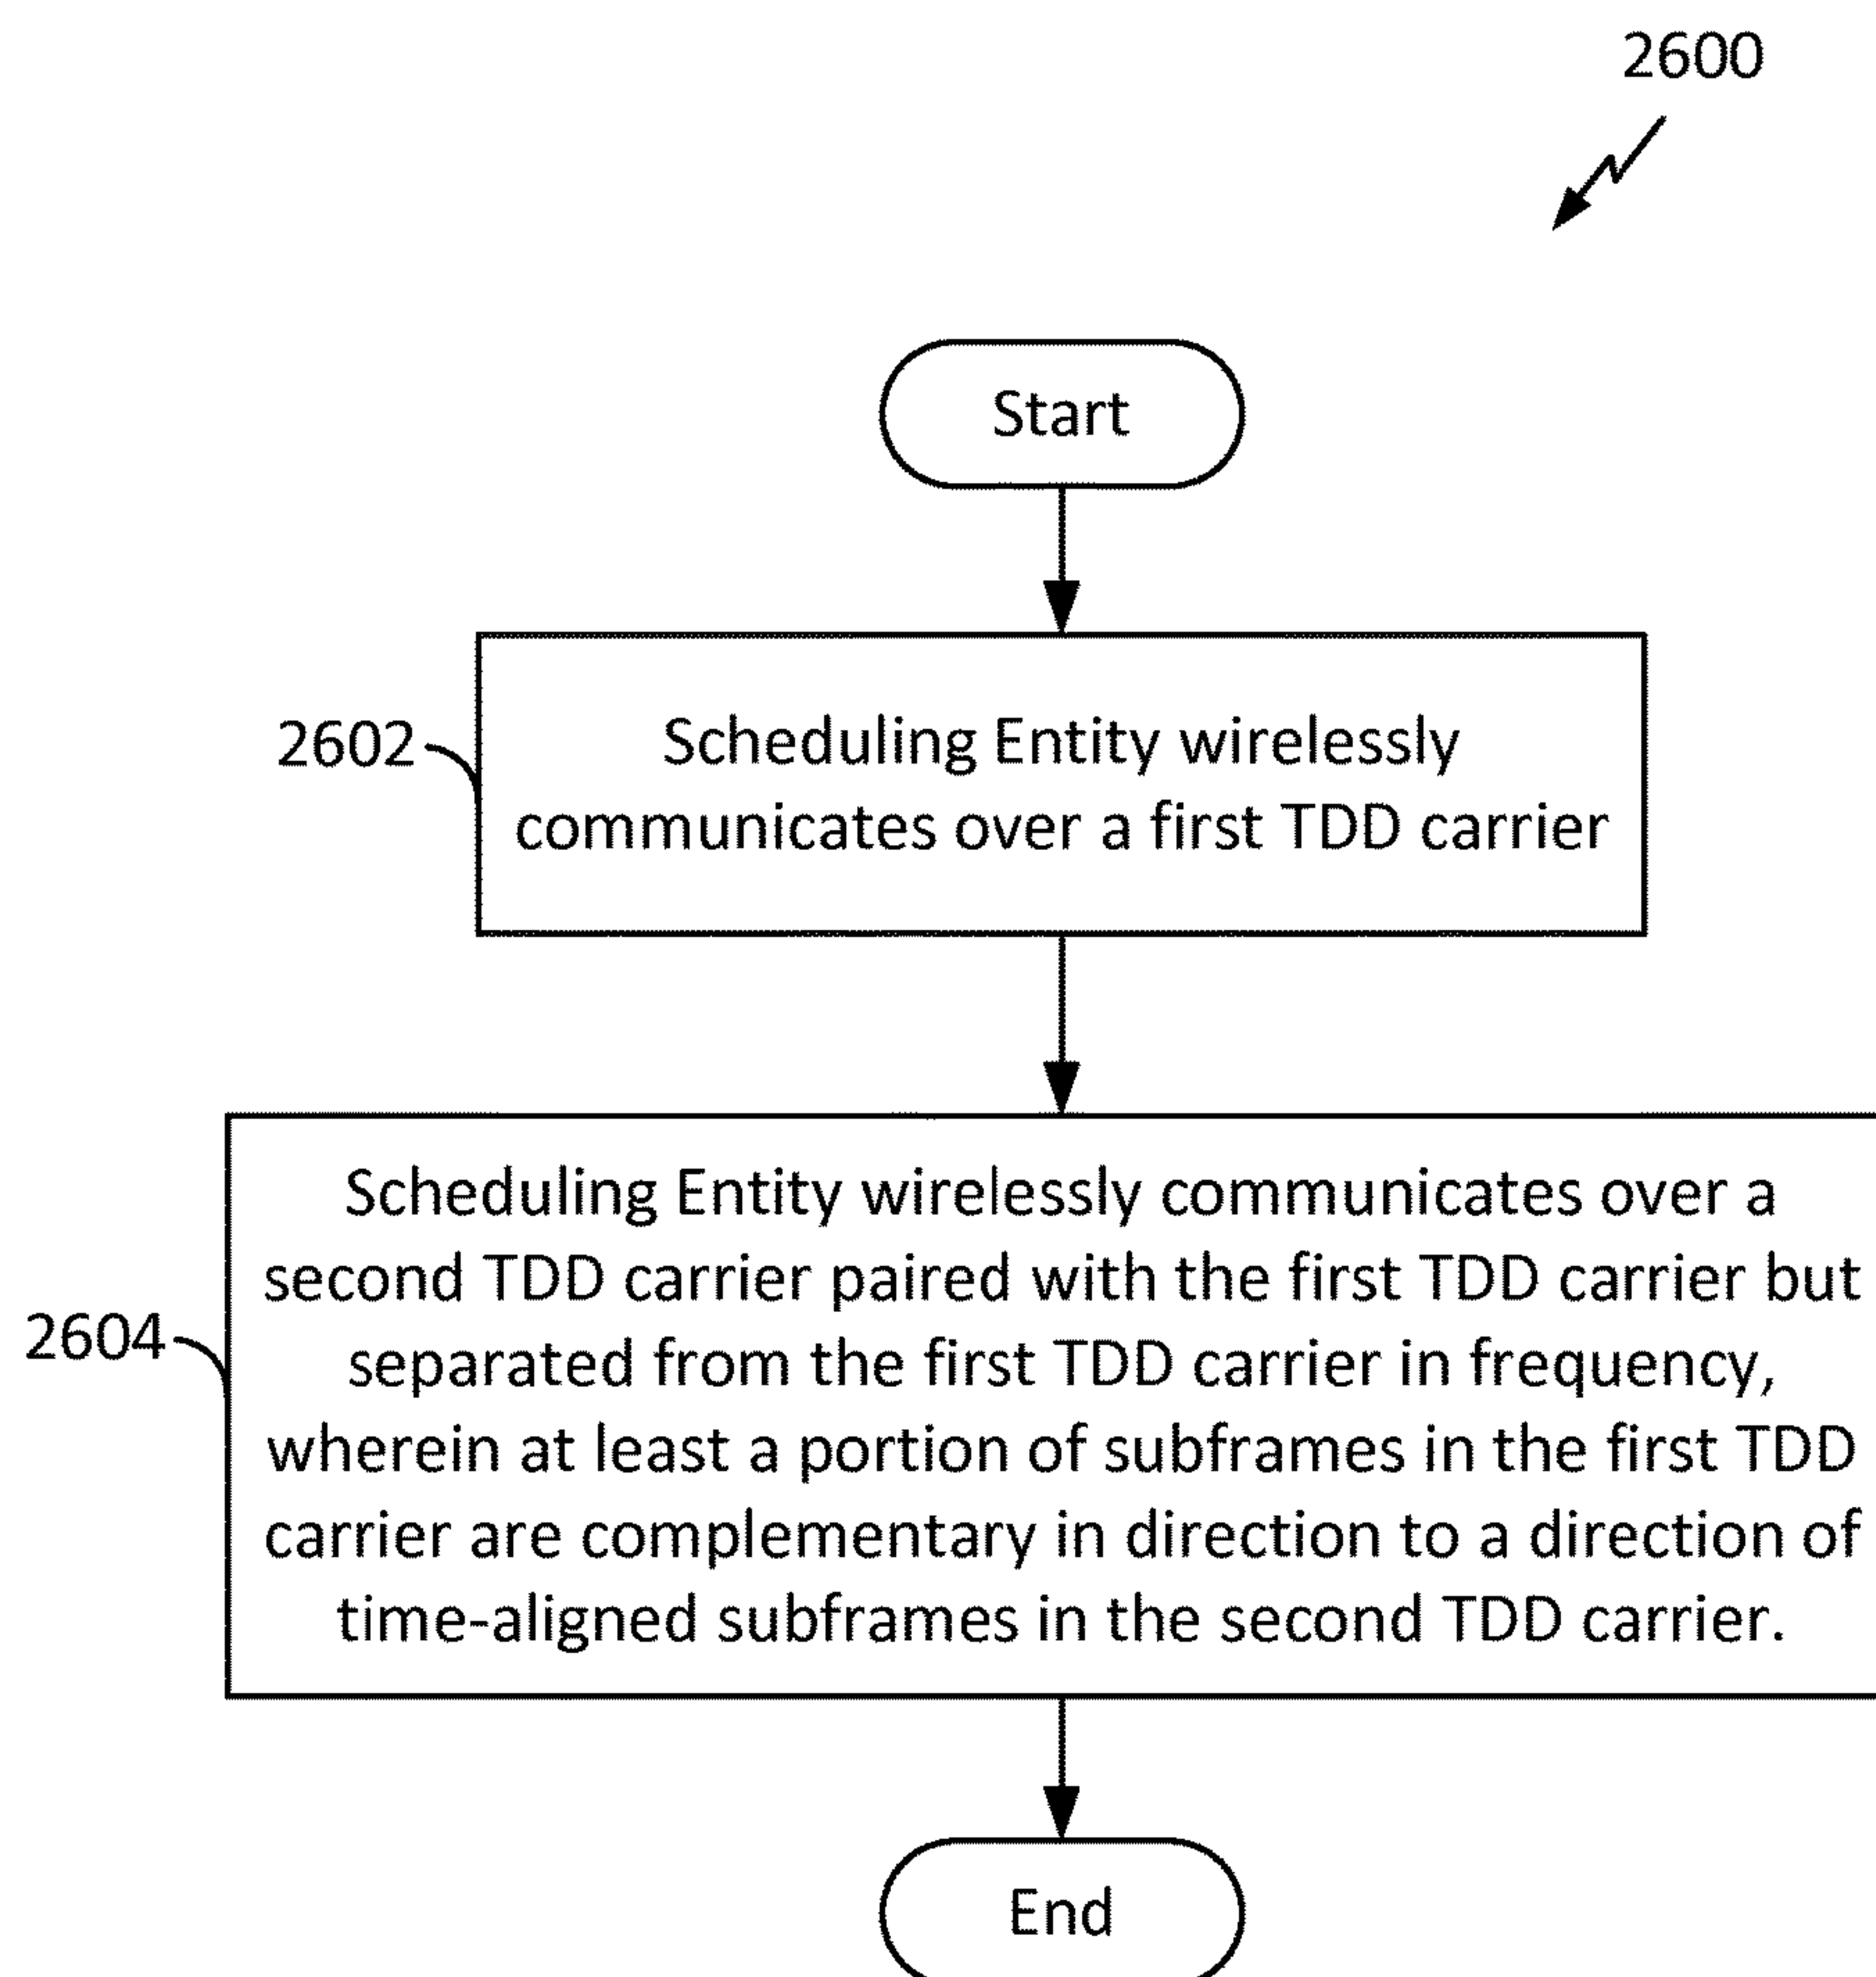 2600
Start
2602
Scheduling Entity wirelessly
communicates over a first TDD carrier
2604
Scheduling Entity wirelessly communicates over a
second TDD carrier paired with the first TDD carrier but
separated from the first TDD carrier in frequency,
wherein at least a portion of subframes in the first TDD
carrier are complementary in direction to a direction of
time-aligned subframes in the second TDD carrier.
End